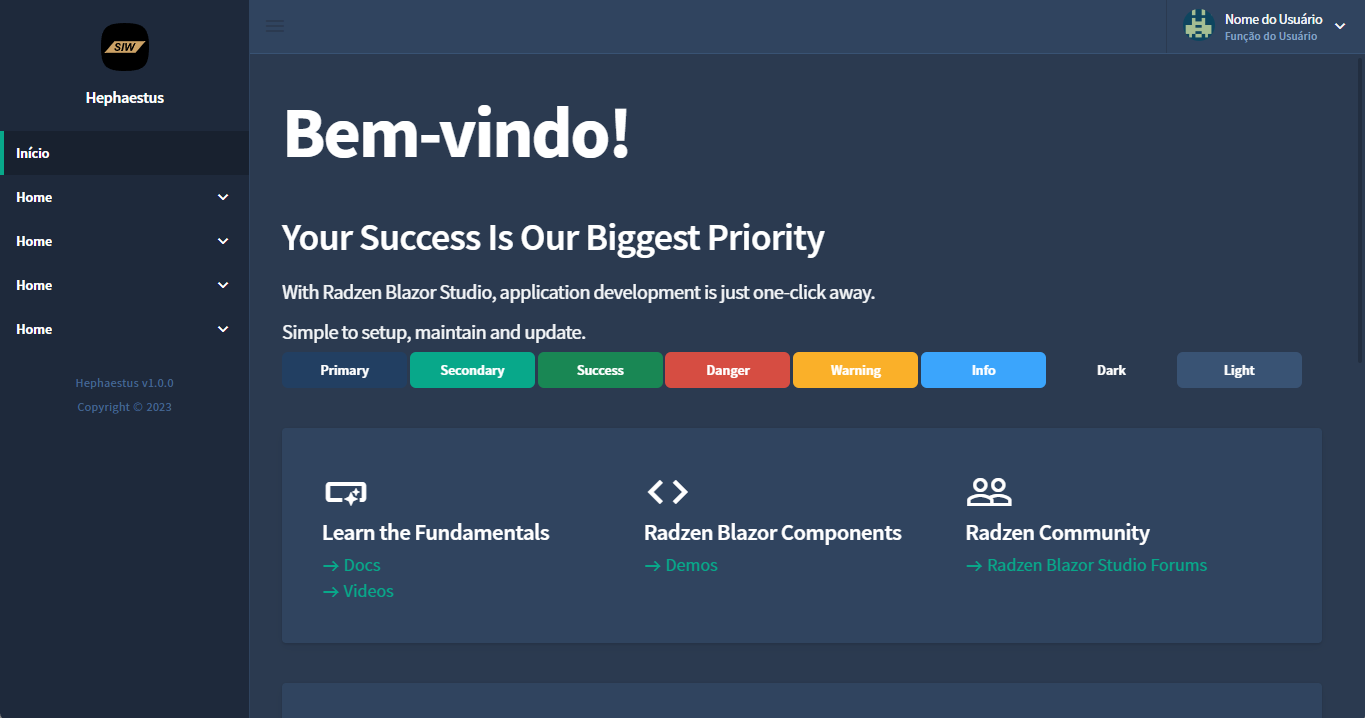 SIW
Hephaestus
Início
Home
Home
Home
Home
Hephaestus v1.0.0
Copyright © 2023
Nome do Usuário
Função do Usuário
Bem-vindo!
Your Success Is Our Biggest Priority
With Radzen Blazor Studio, application development is just one-click away.
Simple to setup, maintain and update.
Primary Secondary Success Danger Warning Info Dark Light
Learn the Fundamentals
→ Docs
→ Videos
Radzen Blazor Components
→ Demos
Radzen Community
→ Radzen Blazor Studio Forums